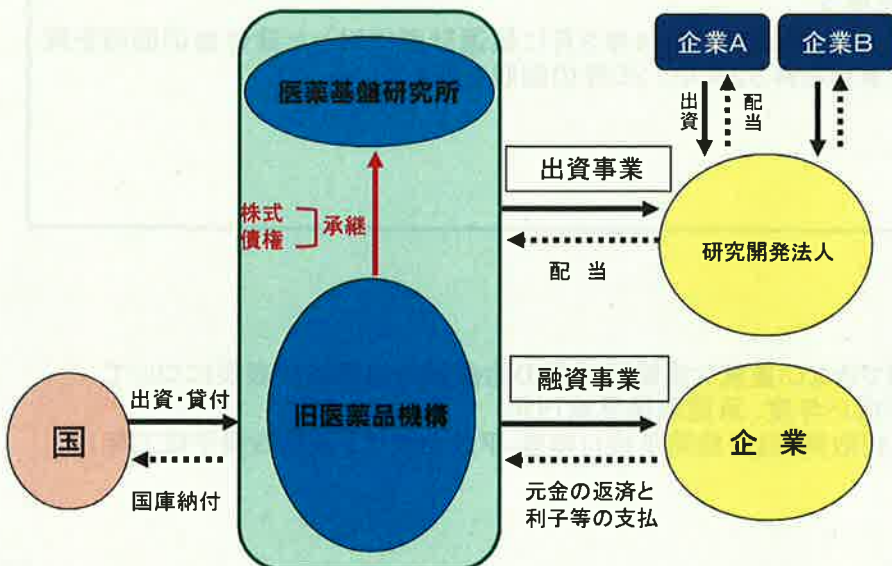 企業A
企業B
医薬基盤研究所
出資
配当
出資事業
株式
債権
承継
配 当
研究開発法人
融資事業
出資・貸付
旧医薬品機構
国
企 業
国庫納付
元金の返済と
利子等の支払